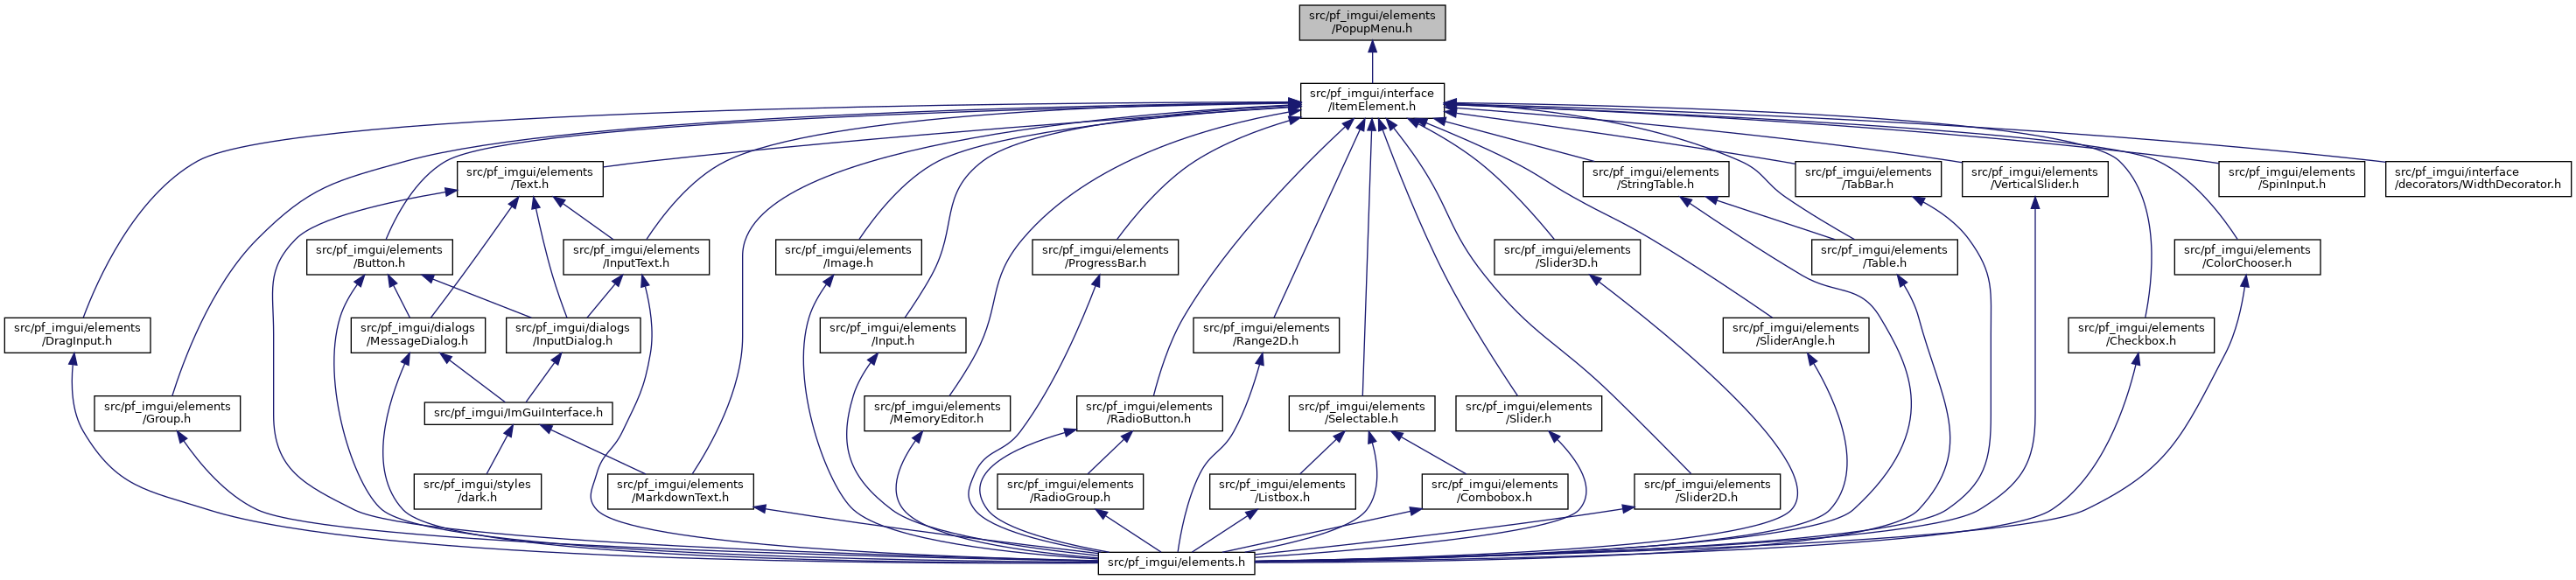 src/pf_imgui/elements
/PopupMenu.h
src/pf_imgui/interface
/ItemElement.h
src/pf_imgui/elements
/Text.h
src/pf_imgui/elements
/StringTable.h
src/pf_imgui/elements
/TabBar.h
src/pf_imgui/elements
/VerticalSlider.h
src/pf_imgui/elements
/SpinInput.h
src/pf_imgui/interface
/decorators/WidthDecorator.h
src/pf_imgui/elements
/Button.h
src/pf_imgui/elements
/InputText.h
src/pf_imgui/elements
/Image.h
src/pf_imgui/elements
/ProgressBar.h
src/pf_imgui/elements
/Slider3D.h
src/pf_imgui/elements
/Table.h
src/pf_imgui/elements
/ColorChooser.h
src/pf_imgui/elements
/DragInput.h
src/pf_imgui/dialogs
/MessageDialog.h
src/pf_imgui/dialogs
/InputDialog.h
src/pf_imgui/elements
/Input.h
src/pf_imgui/elements
/Range2D.h
src/pf_imgui/elements
/SliderAngle.h
src/pf_imgui/elements
/Checkbox.h
src/pf_imgui/elements
/Group.h
src/pf_imgui/ImGuiInterface.h
src/pf_imgui/elements
/MemoryEditor.h
src/pf_imgui/elements
/RadioButton.h
src/pf_imgui/elements
/Selectable.h
src/pf_imgui/elements
/Slider.h
src/pf_imgui/styles
/dark.h
src/pf_imgui/elements
/MarkdownText.h
src/pf_imgui/elements
/RadioGroup.h
src/pf_imgui/elements
/Listbox.h
src/pf_imgui/elements
/Combobox.h
src/pf_imgui/elements
/Slider2D.h
src/pf_imgui/elements.h